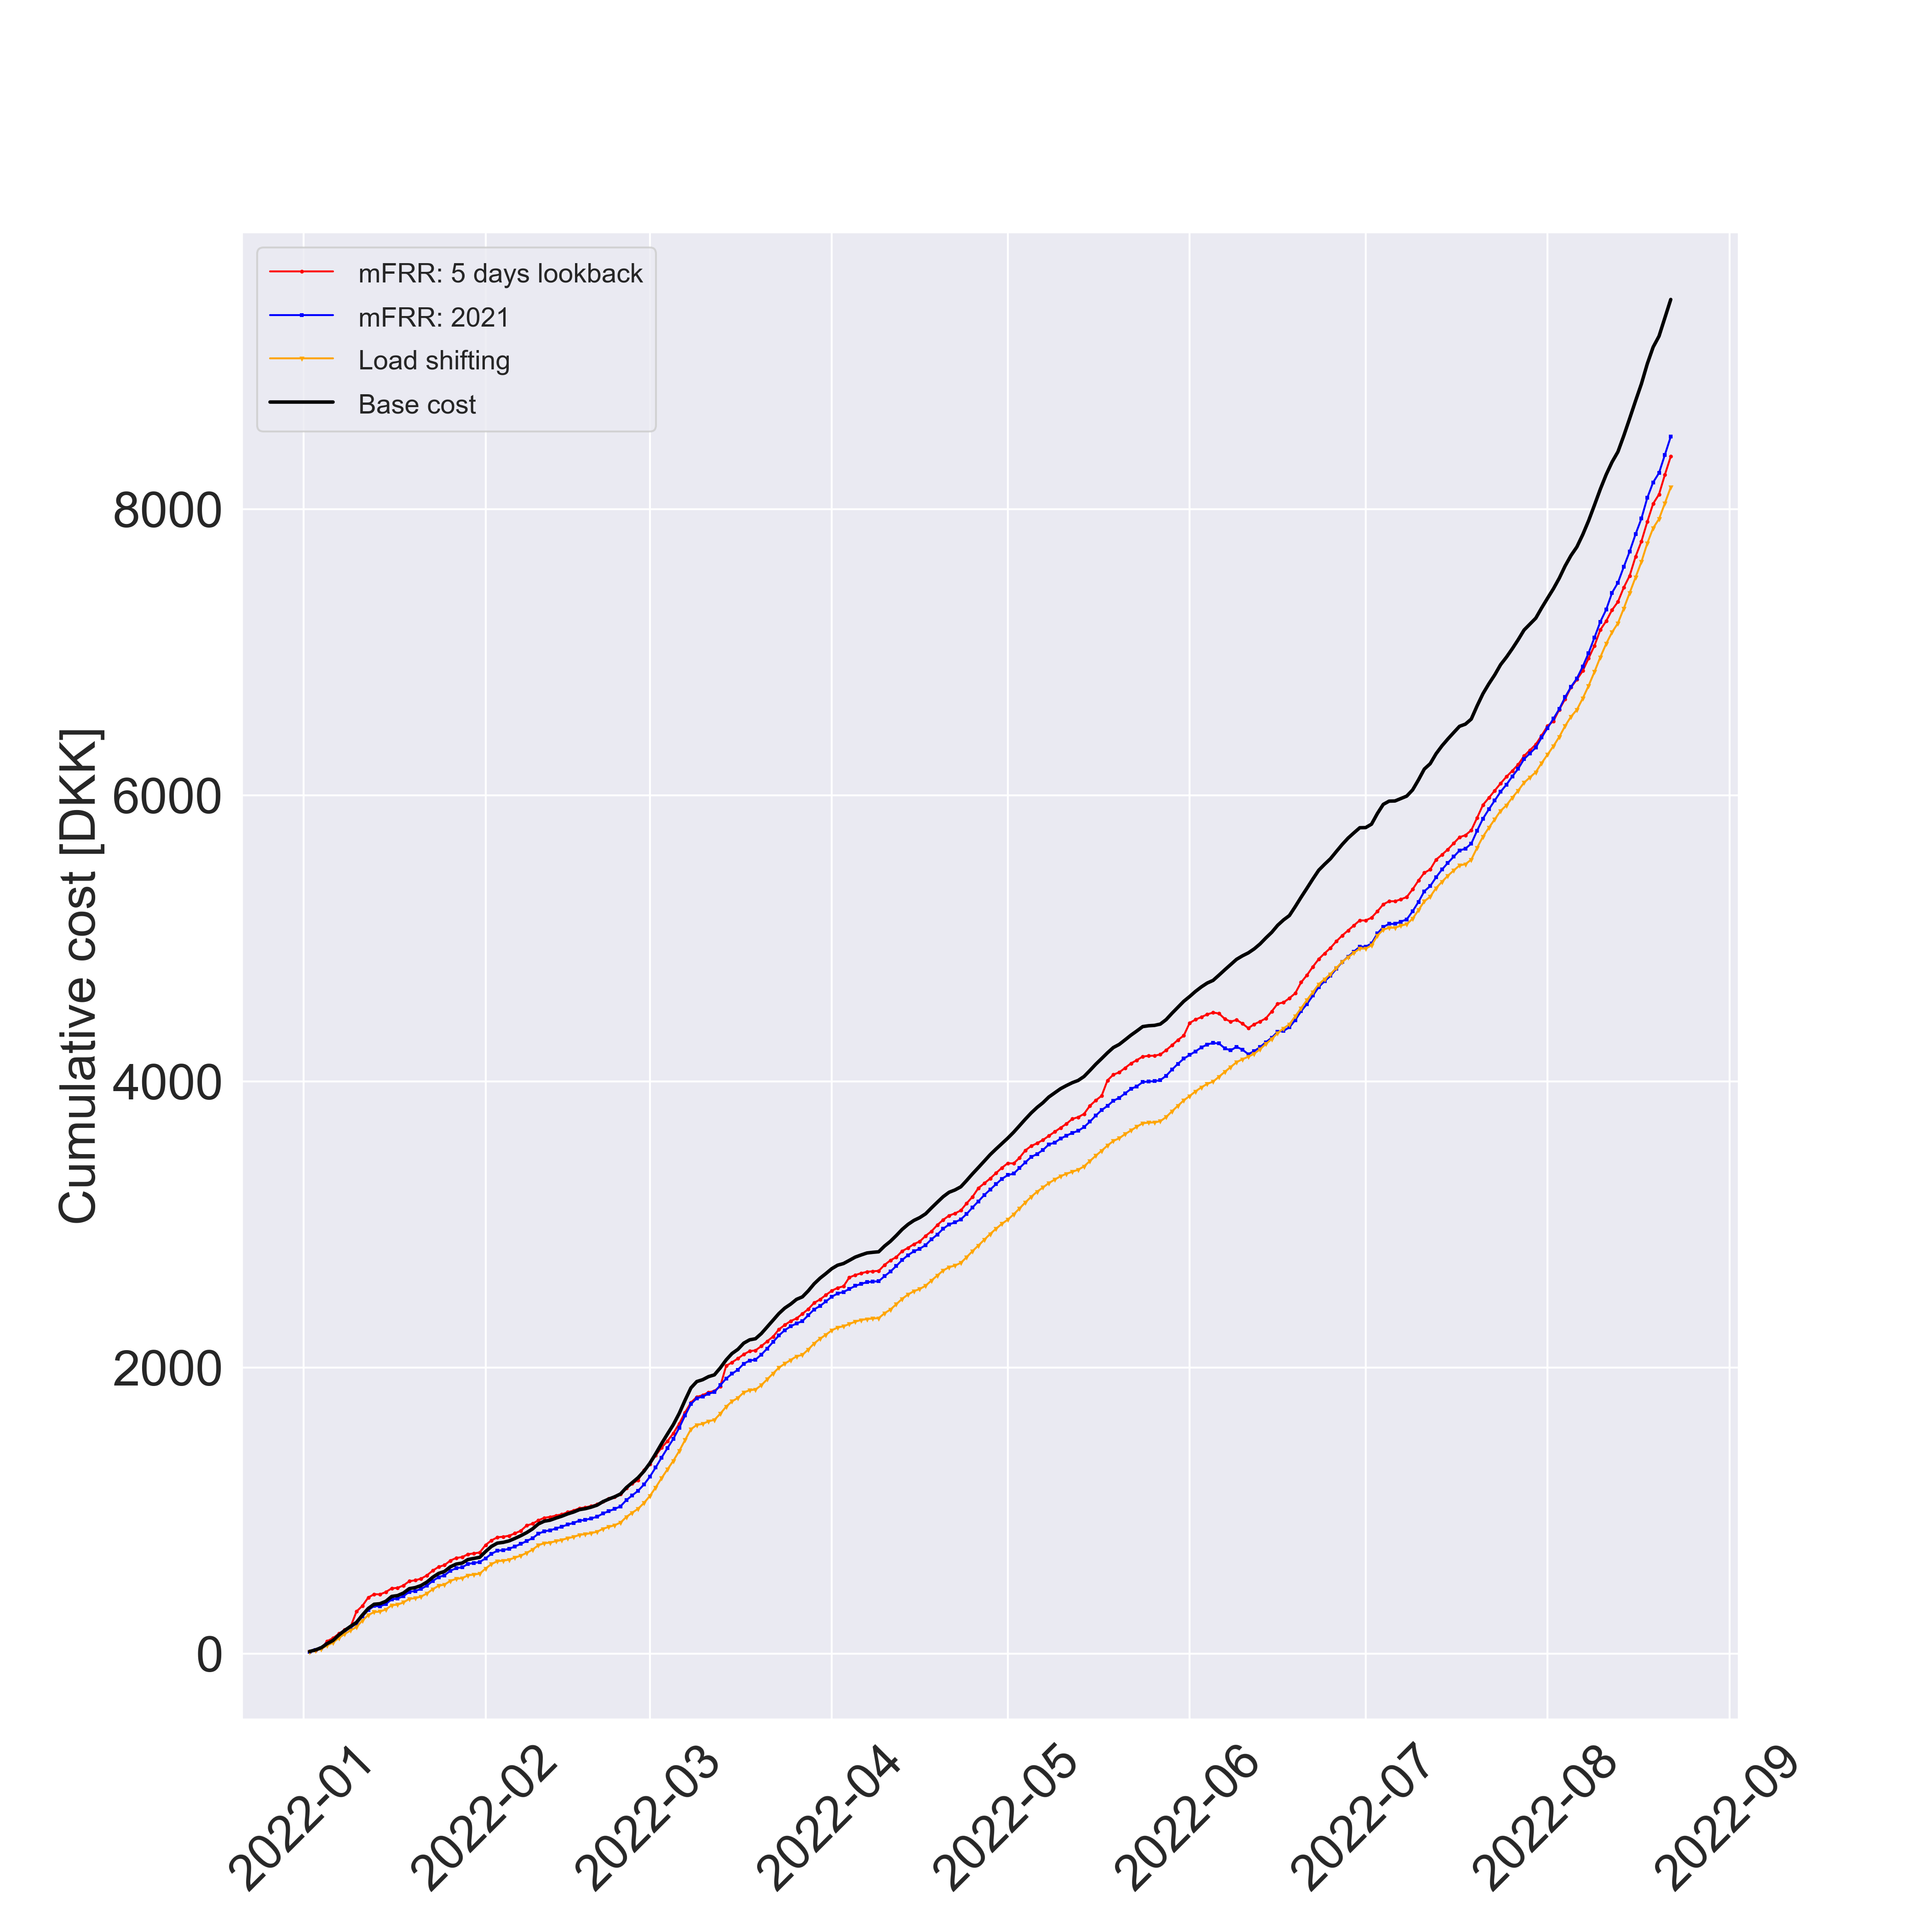 mFRR: 5 days lookback
mFRR: 2021
Load shifting
Base cost
Cumulative cost [DKK]
8000
6000
4000
2000
0
2022-01
2022-02
2022-03
2022-04
2022-05
2022-06
2022-07
2022-08
2022-09